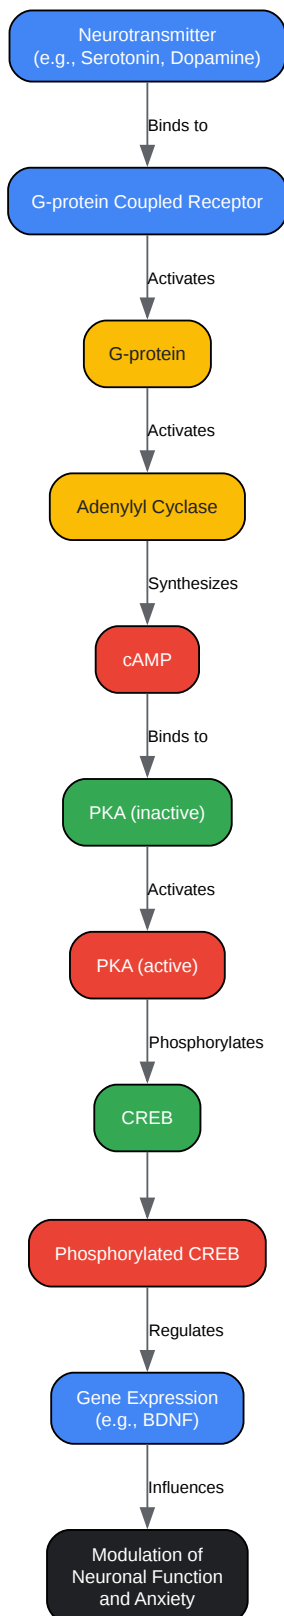 Neurotransmitter
(e.g., Serotonin, Dopamine)
Binds to
G-protein Coupled Receptor
Activates
G-protein
Activates
Adenylyl Cyclase
Synthesizes
cAMP
Binds to
PKA (inactive)
Activates
PKA (active)
Phosphorylates
CREB
Phosphorylated CREB
Regulates
Gene Expression
(e.g., BDNF)
Influences
Modulation of
Neuronal Function
and Anxiety